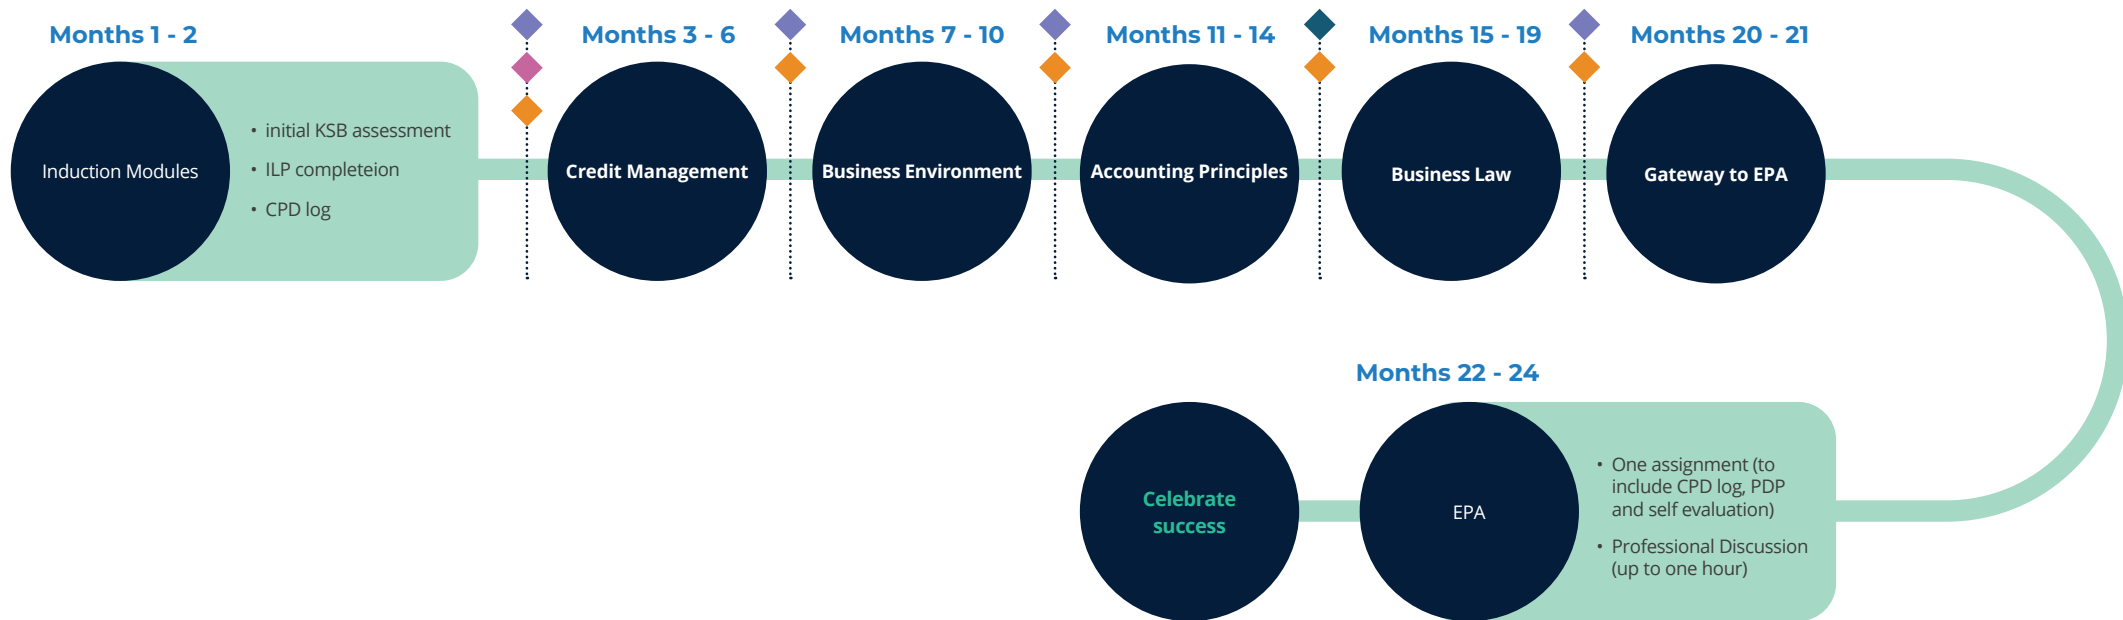 Months 1 - 2
Months 3 - 6
Months 7 - 10
Months 11 - 14
Months 15 - 19
Months 20 - 21
Induction Modules
• initial KSB assessment
• ILP completeion
• CPD log
Credit Management
Business Environment
Accounting Principles
Business Law
Gateway to EPA
Months 22 - 24
Celebrate
success
EPA
• One assignment (to
include CPD log, PDP
and self evaluation)
• Professional Discussion
(up to one hour)